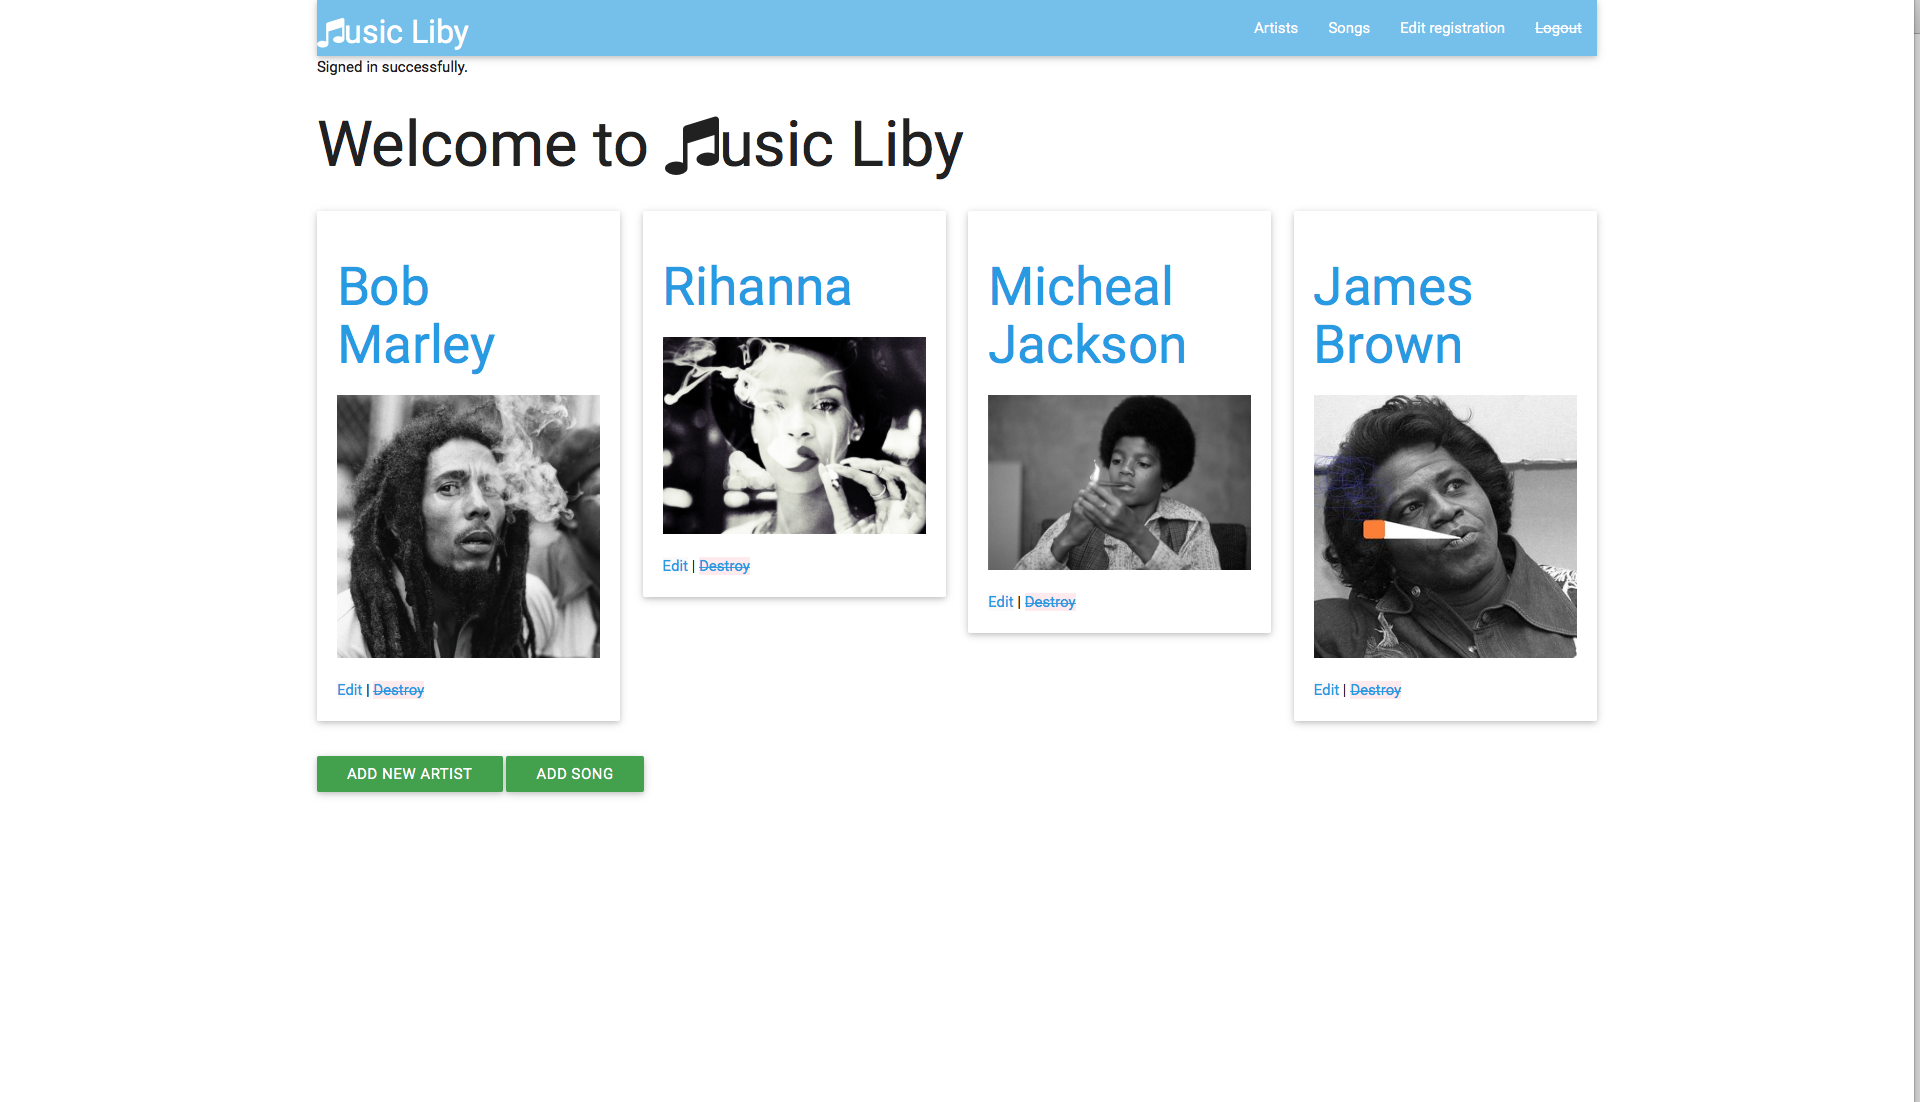 usic Liby
Artists Songs Edit registration Logout
Signed in successfully.
Welcome to usic Liby
Bob
Marley
Edit | Destroy
Rihanna
Edit | Destroy
Micheal
Jackson
Edit | Destroy
James
Brown
Edit | Destroy
ADD NEW ARTIST
ADD SONG